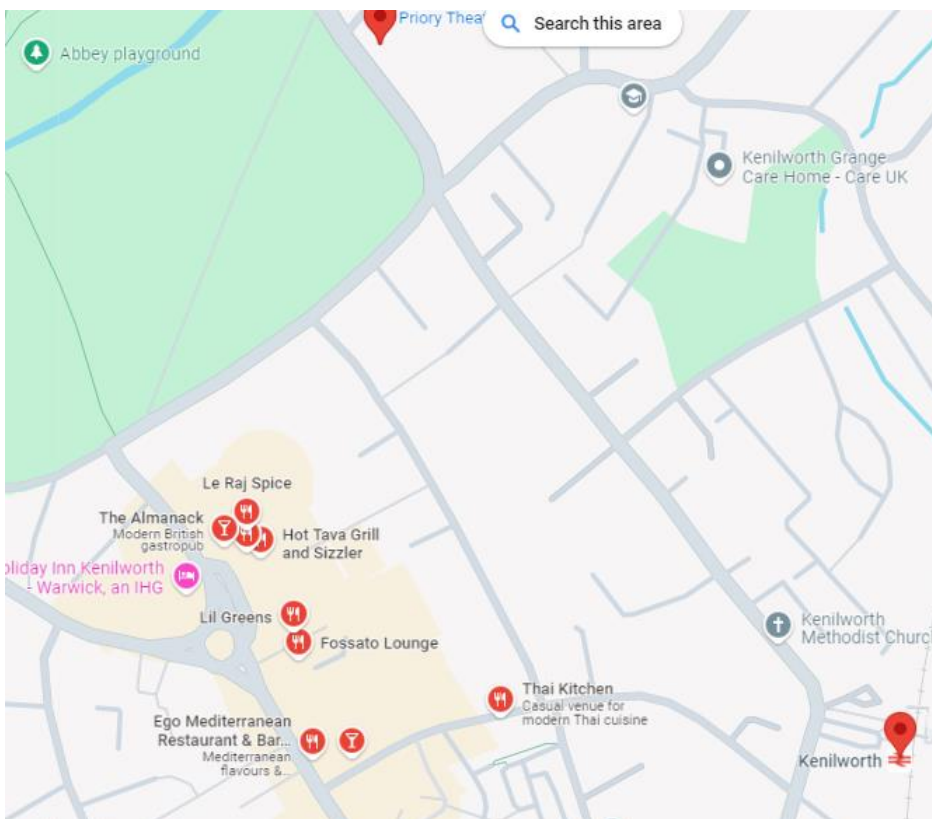 Priory Theat
Search this area
Abbey playground
Kenilworth Grange
Care Home - Care UK
Le Raj Spice
The Almanack
Modern British
gastropub
Hot Tava Grill
and Sizzler
oliday Inn Kenilworth
- Warwick, an IHG
Lil Greens
Fossato Lounge
Kenilworth
Methodist Churc
Thai Kitchen
Casual venue for
modern Thai cuisine
Ego Mediterranean
Restaurant & Bar...
Mediterranean
flavours &...
Kenilworth